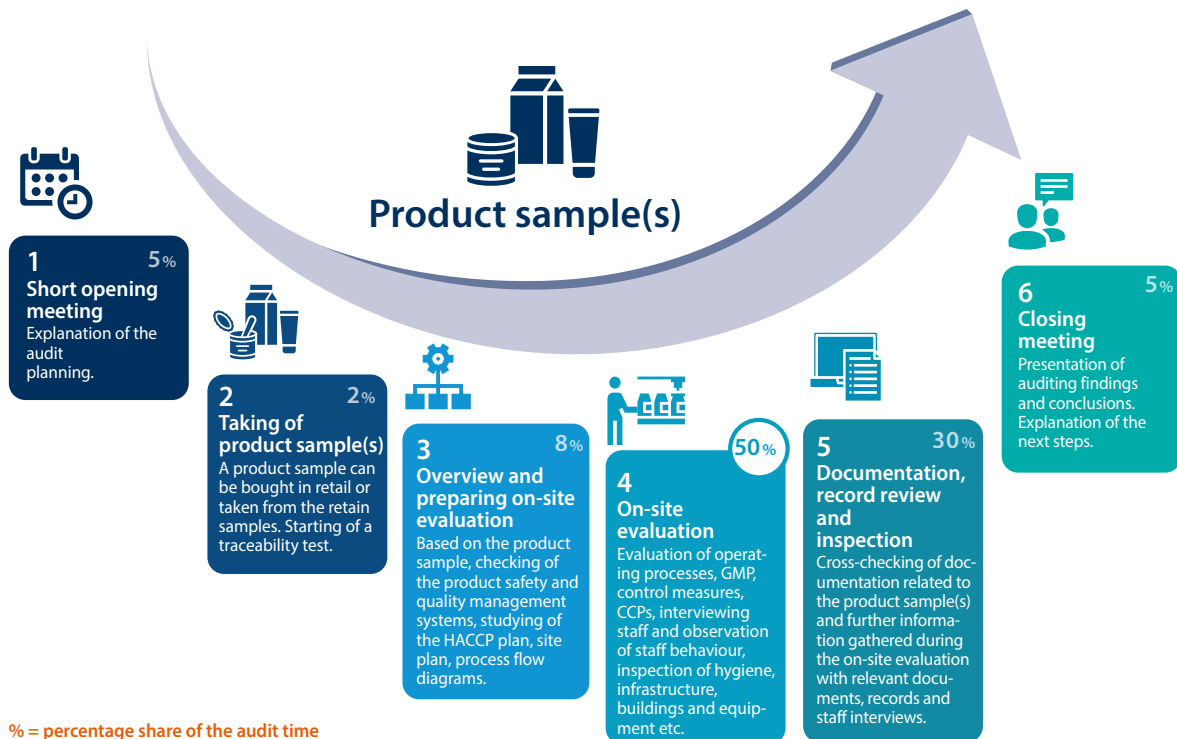 Product sample(s)
1
5%
Short opening
meeting
Explanation of the
audit
planning.
2
2%
Taking of
product sample(s)
A product sample can
be bought in retail or
taken from the retain
samples. Starting of a
traceability test.
3
8%
Overview and
preparing on-site
evaluation
Based on the product
sample, checking of
the product safety and
quality management
systems, studying of
the HACCP plan, site
plan, process flow
diagrams.
50%
4
On-site
evaluation
Evaluation of operat-
ing processes, GMP,
control measures,
CCPs, interviewing
staff and observation
of staff behaviour,
inspection of hygiene,
infrastructure,
buildings and equip-
ment etc.
5
30%
Documentation,
record review
and
inspection
Cross-checking of doc-
umentation related to
the product sample(s)
and further informa-
tion gathered during
the on-site evaluation
with relevant docu-
ments, records and
staff interviews.
6
5%
Closing
meeting
Presentation of
auditing findings
and conclusions.
Explanation of the
next steps.
% = percentage share of the audit time